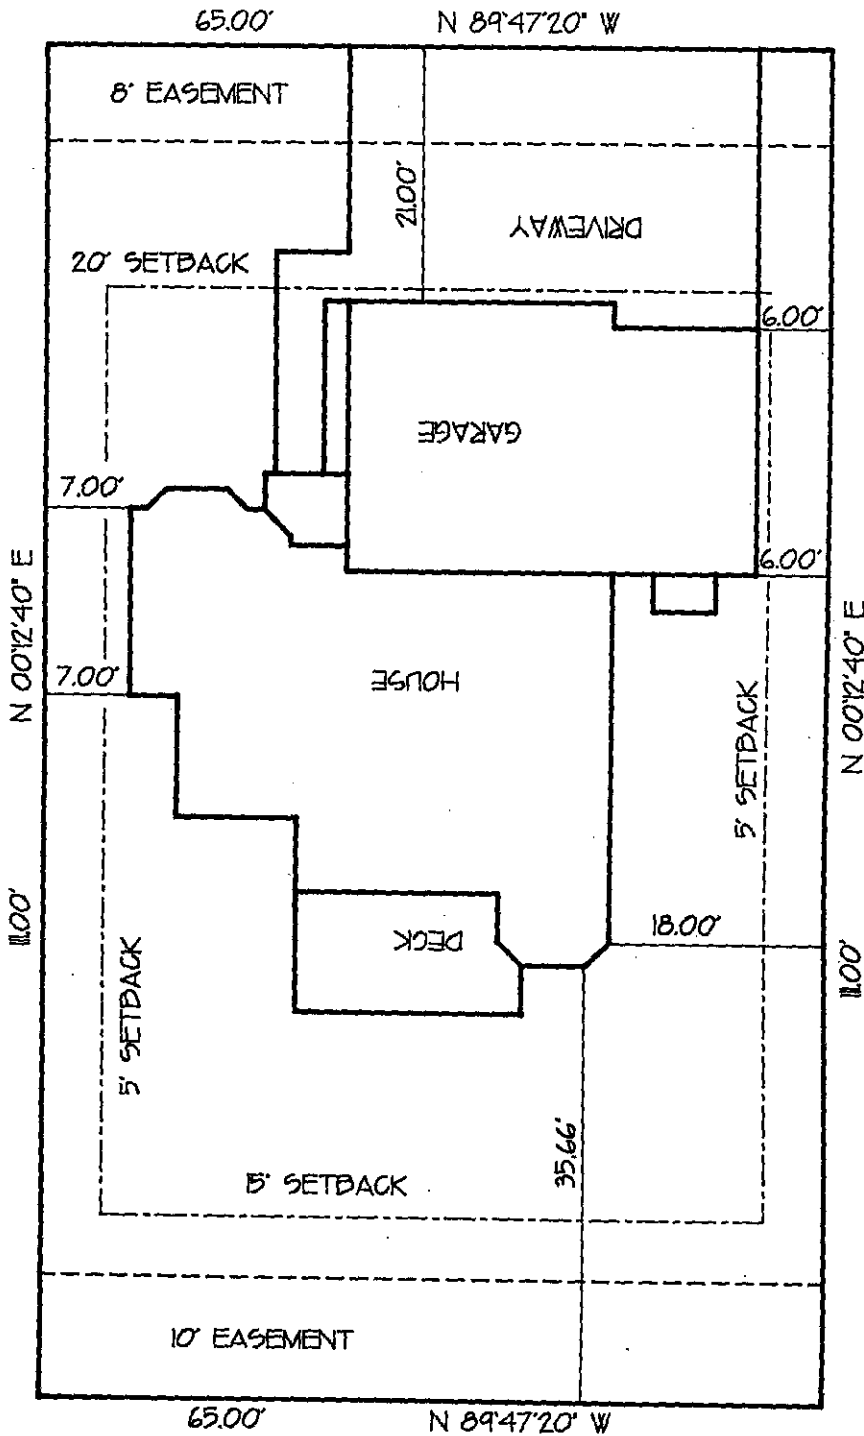 65.00' N 89°47'20" W
8' EASEMENT
21.00'
DRIVEWAY
20' SETBACK
6.00'
GARAGE
7.00'
6.00'
N 00°12'40" E
HOUSE
7.00'
N 00°12'40" E
5' SETBACK
111.00'
DECK
18.00'
111.00'
5' SETBACK
35.66'
15' SETBACK
10' EASEMENT
65.00' N 89°47'20" W